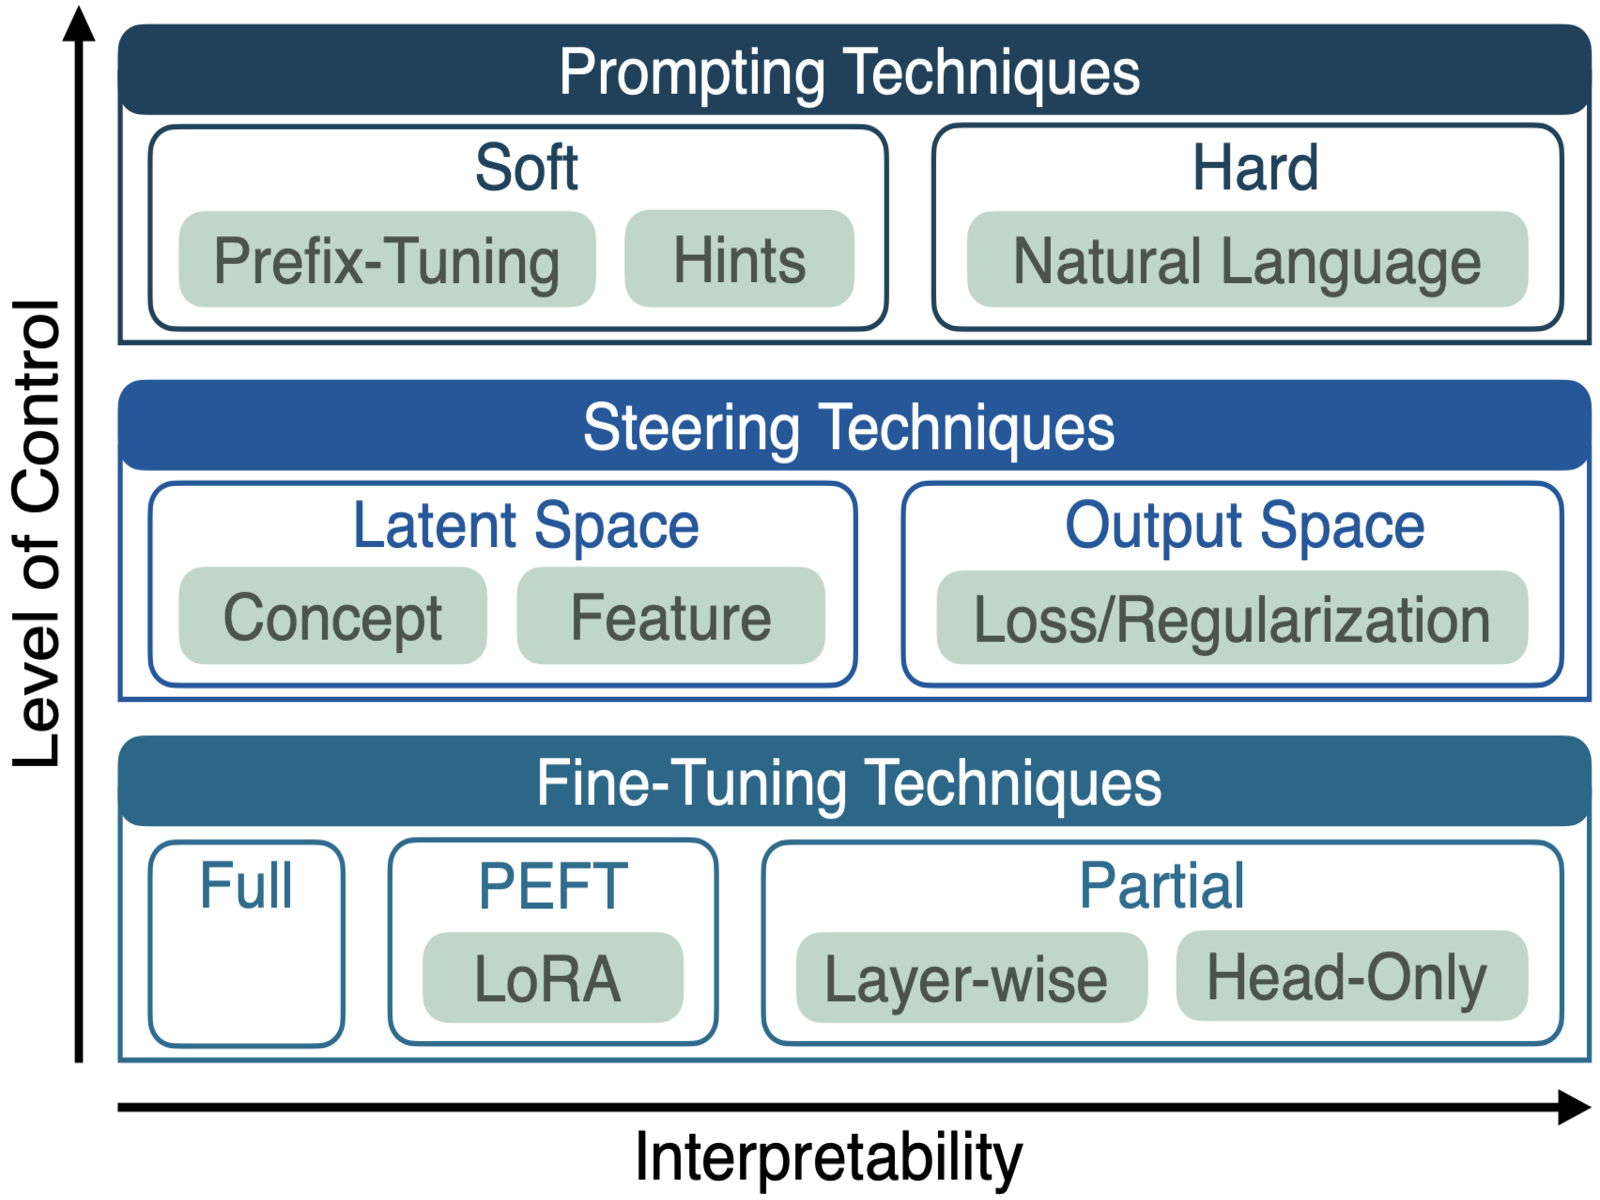 Level of Control
Prompting Techniques
Soft
Prefix-Tuning
Hints
Hard
Natural Language
Steering Techniques
Latent Space
Concept
Feature
Output Space
Loss/Regularization
Fine-Tuning Techniques
Full
PEFT
LoRA
Partial
Layer-wise
Head-Only
Interpretability